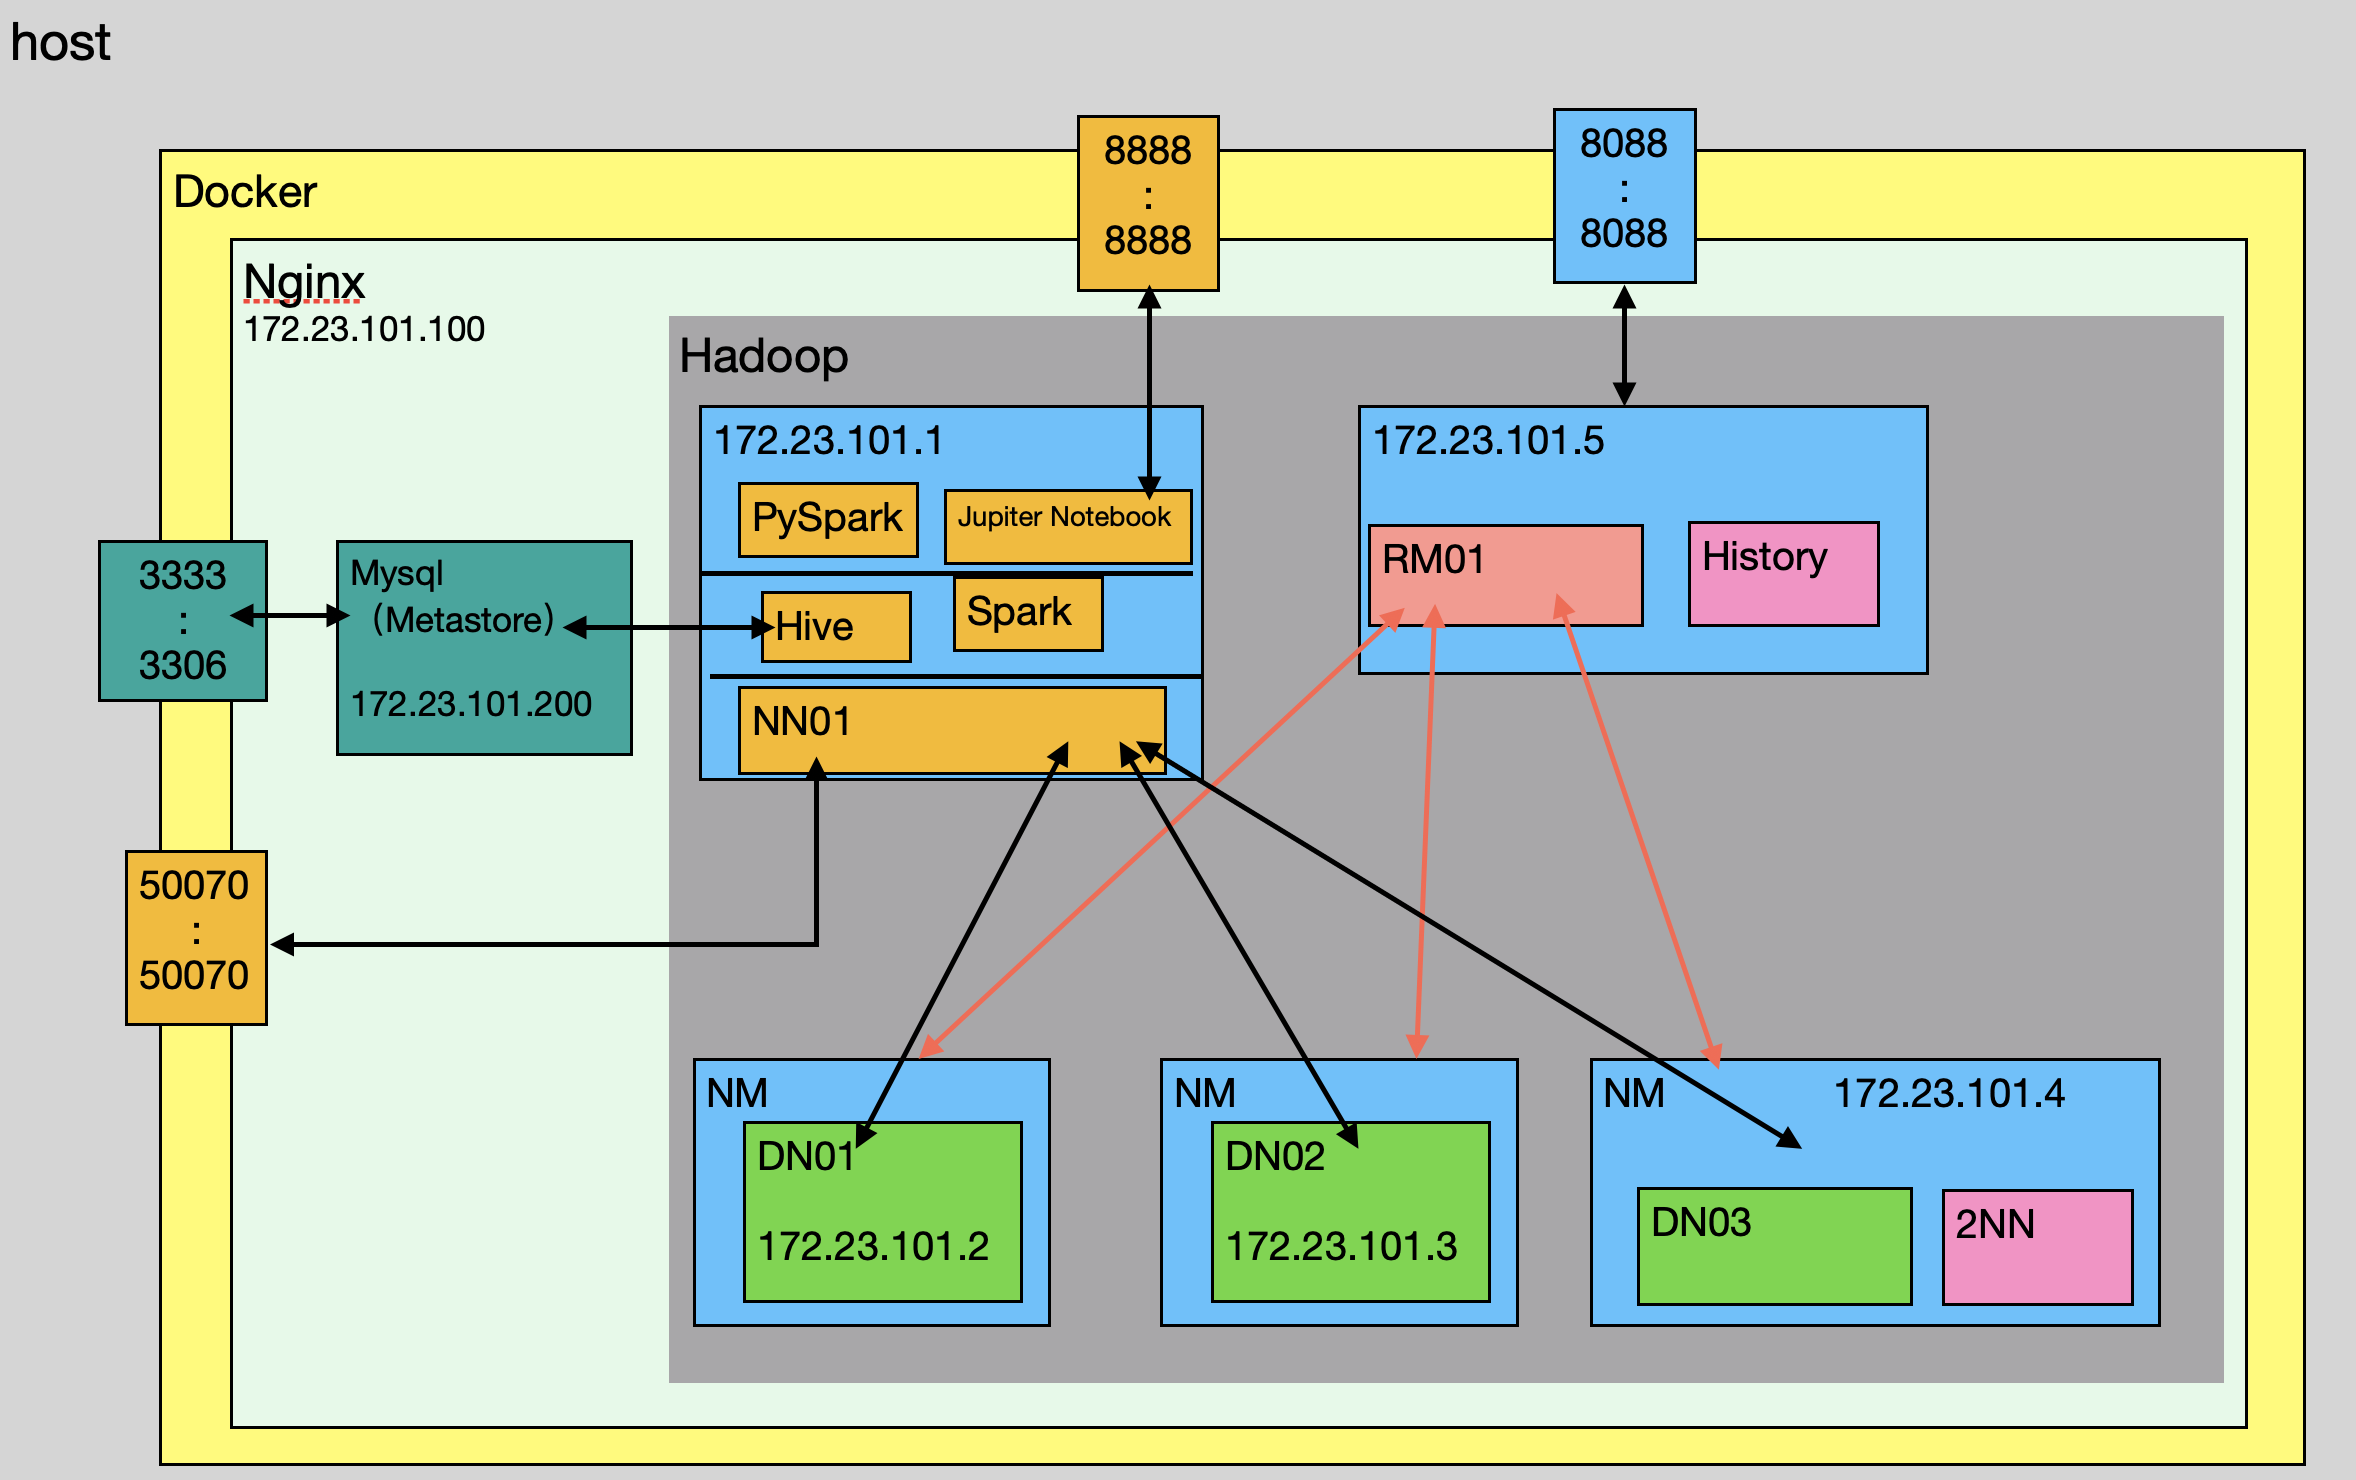 host
8888
:
8888
8088
:
8088
Docker
Nginx
172.23.101.100
Hadoop
172.23.101.1
PySpark
Jupiter Notebook
Hive
Spark
NN01
172.23.101.5
RM01
History
3333
:
3306
Mysql
(Metastore)
172.23.101.200
50070
:
50070
NM
DN01
172.23.101.2
NM
DN02
172.23.101.3
NM
172.23.101.4
DN03
2NN